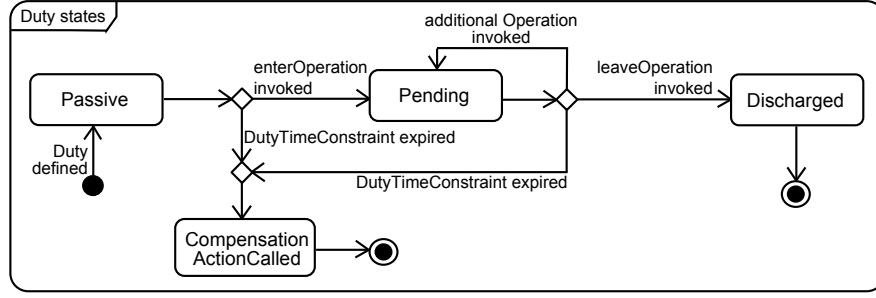 Duty states
additional Operation
invoked
enterOperation
invoked
leaveOperation
invoked
Passive
Pending
Discharged
DutyTimeConstraint expired
Duty
defined
DutyTimeConstraint expired
Compensation
ActionCalled